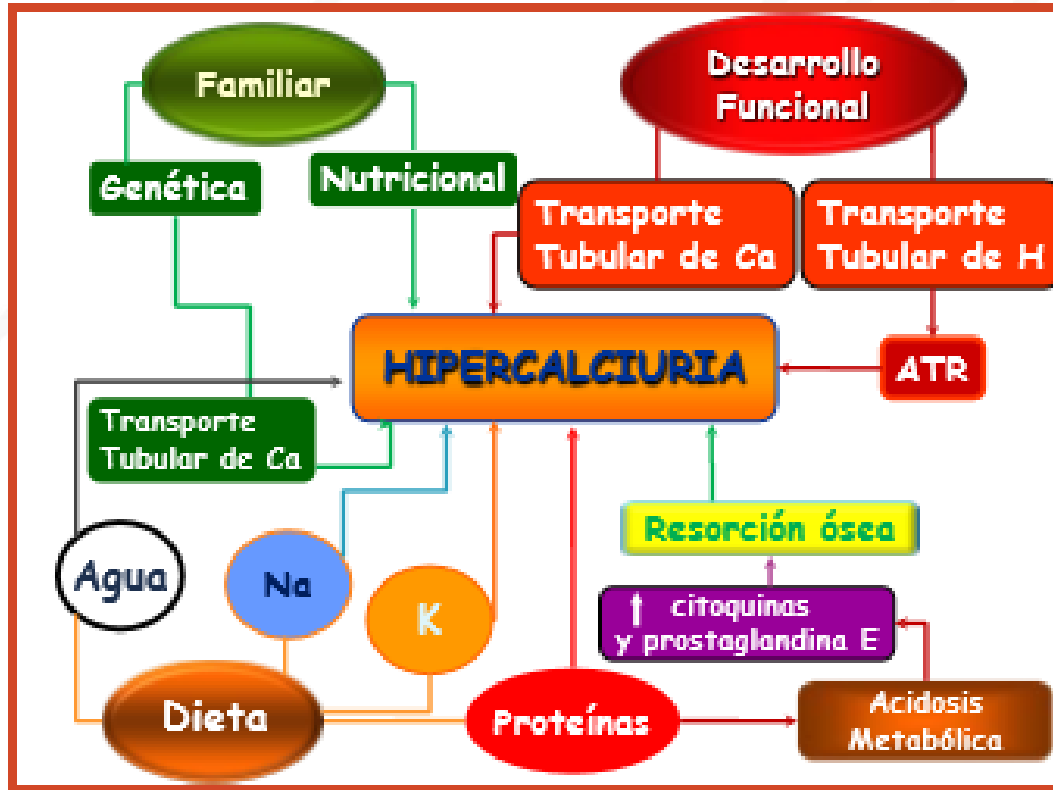 Familiar
Desarrollo
Funcional
Genética
Nutricional
Transporte
Tubular de Ca
Transporte
Tubular de H
HIPERCALCIURIA
ATR
Transporte
Tubular de Ca
Resorción ósea
Agua
Na
K
↑ citoquinas
y prostaglandina E
Dieta
Proteínas
Acidosis
Metabólica